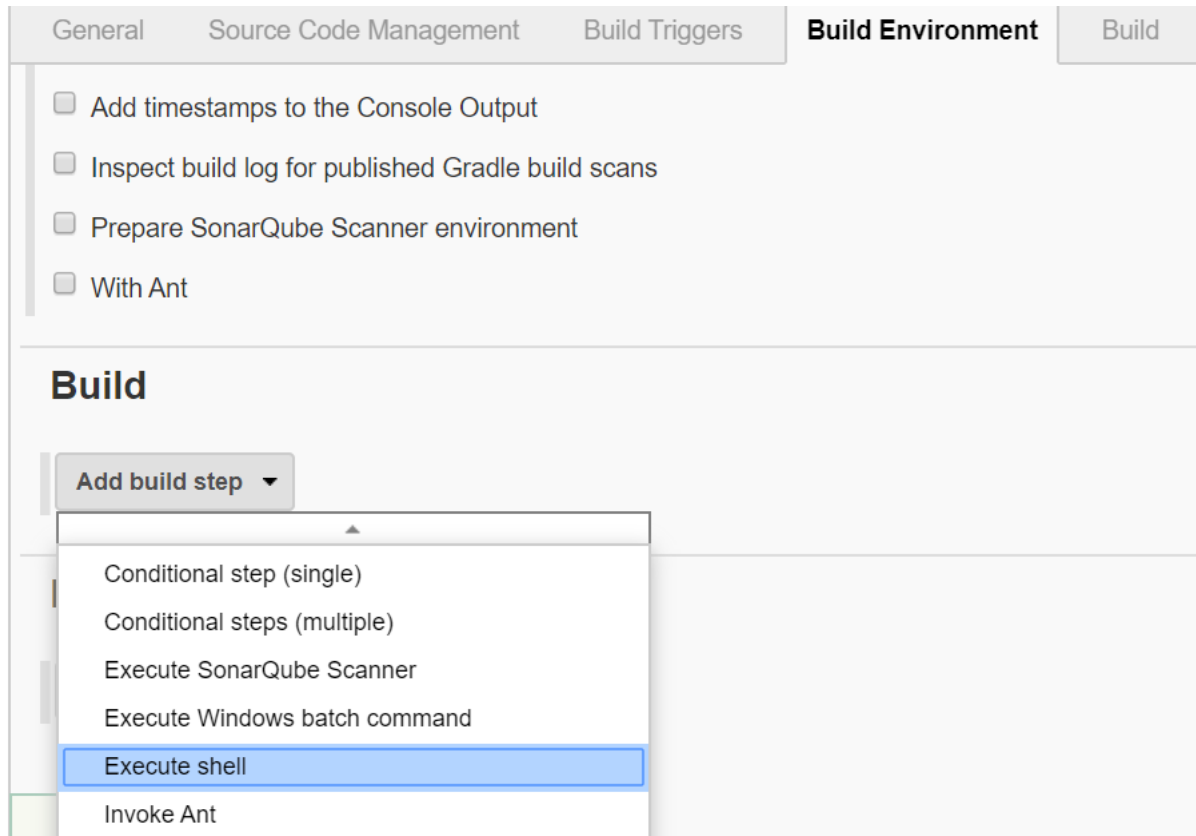 General Source Code Management Build Triggers Build Environment Build
Add timestamps to the Console Output
Inspect build log for published Gradle build scans
Prepare SonarQube Scanner environment
With Ant
Build
Add build step
Conditional step (single)
Conditional steps (multiple)
Execute SonarQube Scanner
Execute Windows batch command
Execute shell
Invoke Ant